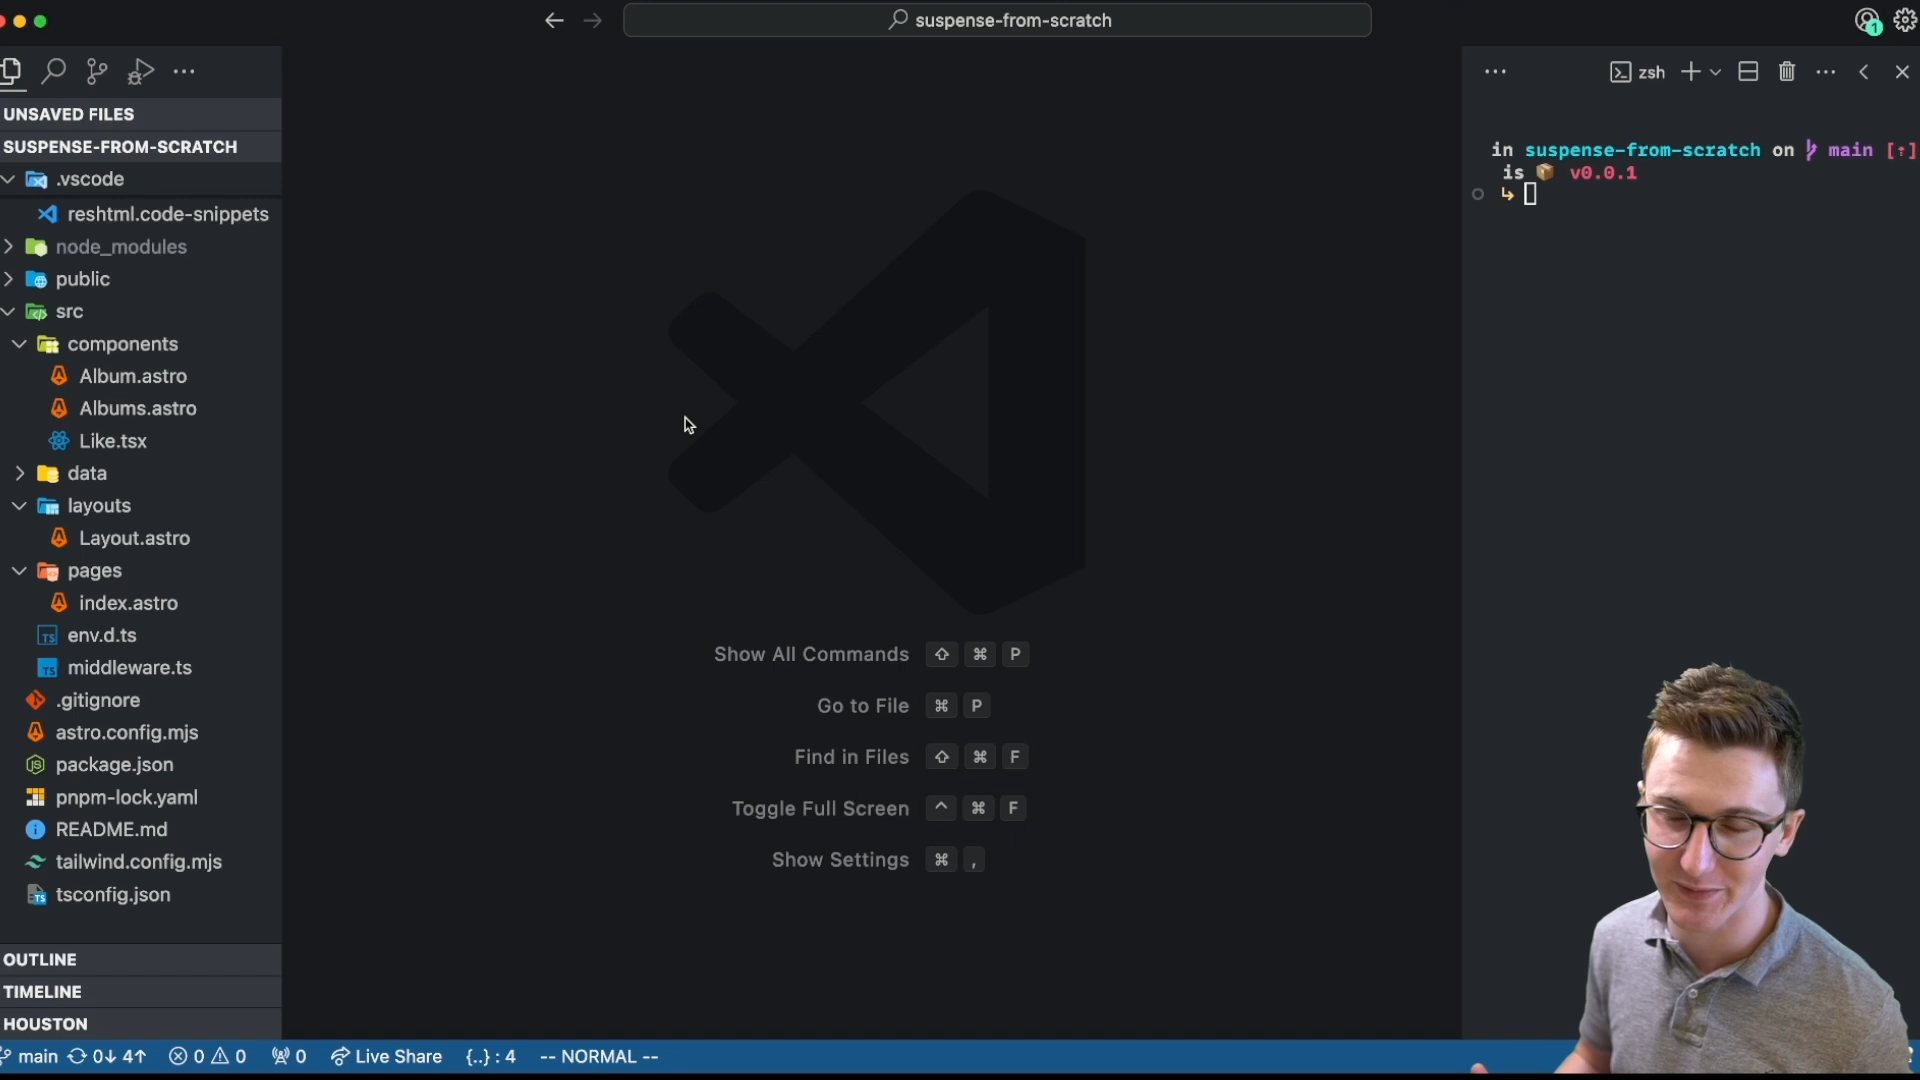 suspense-from-scratch
1
UNSAVED FILES
SUSPENSE-FROM-SCRATCH
.vscode
reshtml.code-snippets
node_modules
public
src
components
Album.astro
Albums.astro
Like.tsx
data
layouts
Layout.astro
pages
index.astro
env.d.ts
middleware.ts
.gitignore
astro.config.mjs
package.json
pnpm-lock.yaml
README.md
tailwind.config.mjs
tsconfig.json
OUTLINE
TIMELINE
HOUSTON
Show All Commands ⇧ ⌘ P
Go to File ⌘ P
Find in Files ⇧ ⌘ F
Toggle Full Screen ^ ⌘ F
Show Settings ⌘ ,
zsh
in suspense-from-scratch on main [↑]
is 📦 v0.0.1
↳
main 0↓ 4↑ 0 0 0 Live Share {..} : 4 -- NORMAL --